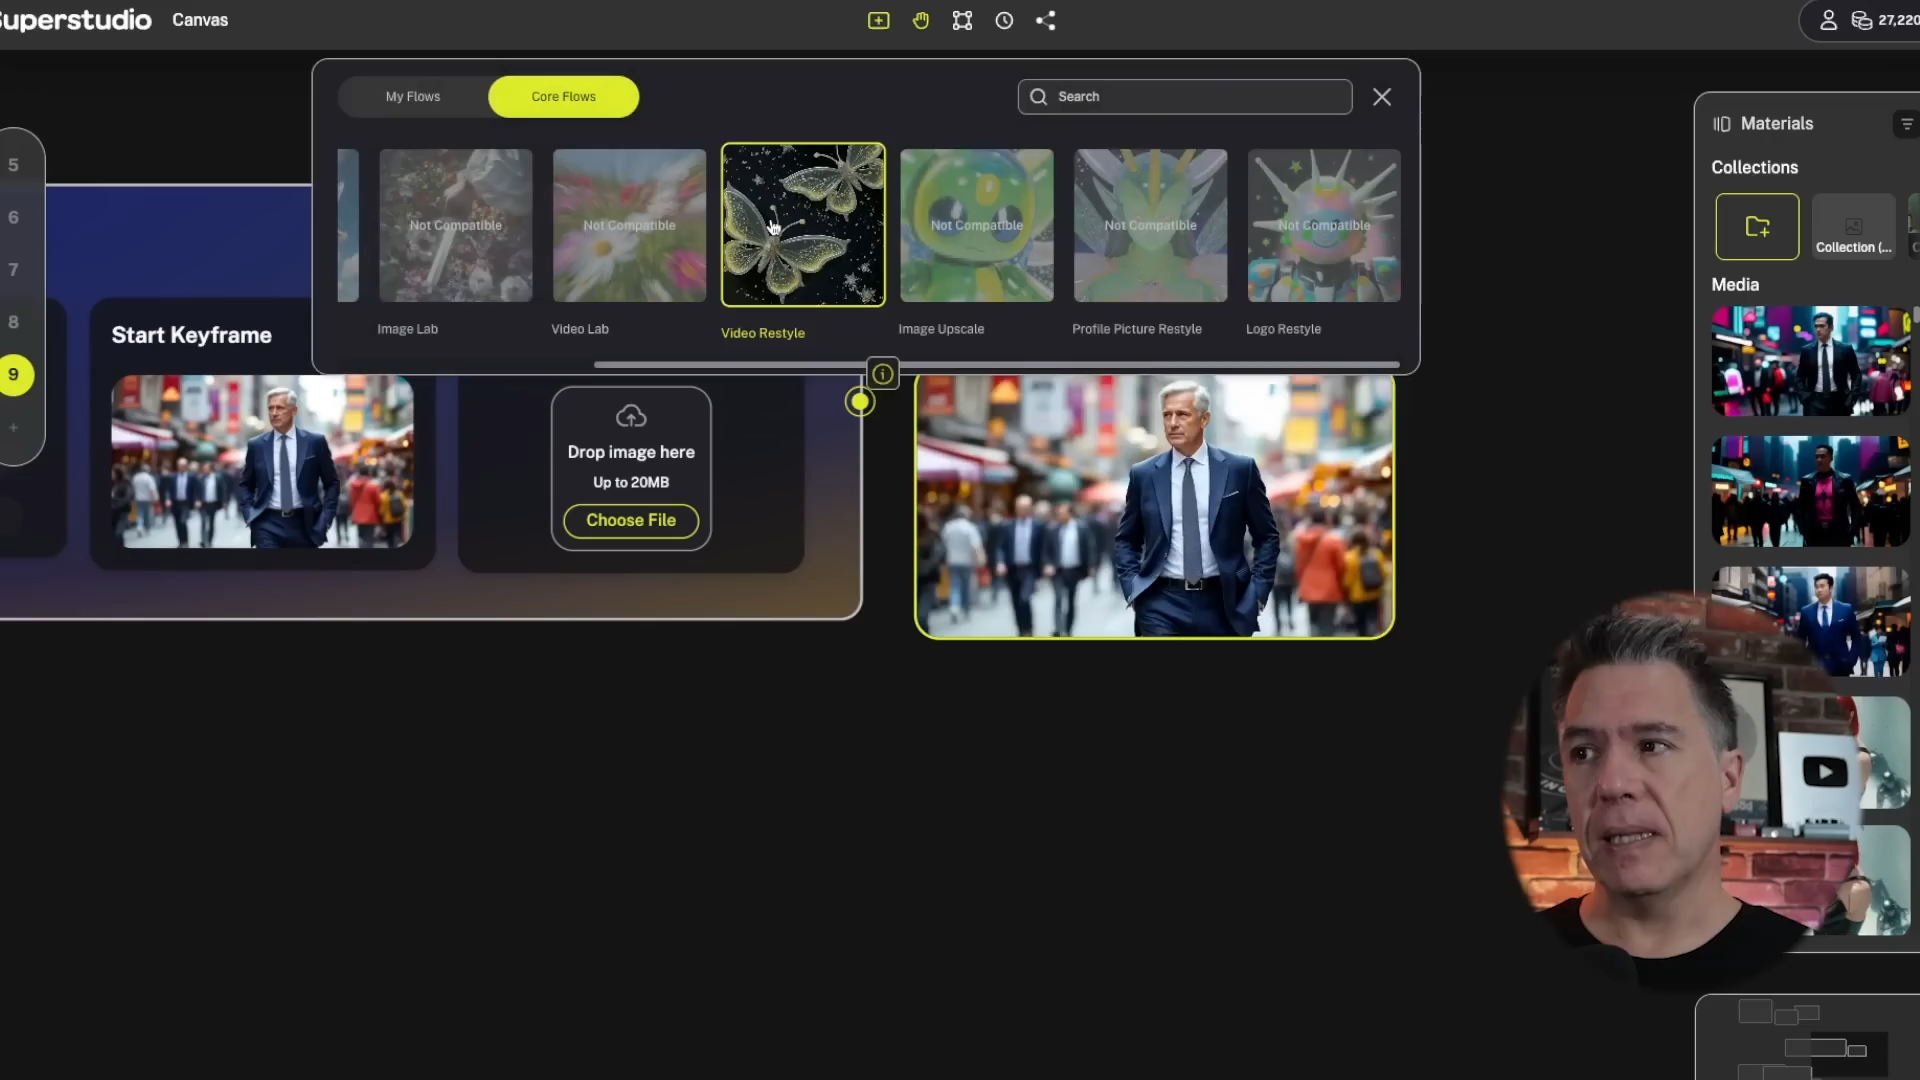 Superstudio
Canvas
27,220
My Flows
Core Flows
Search
Not Compatible
Not Compatible
Not Compatible
Not Compatible
Not Compatible
Image Lab
Video Lab
Video Restyle
Image Upscale
Profile Picture Restyle
Logo Restyle
5
6
7
8
9
+
Start Keyframe
Drop image here
Up to 20MB
Choose File
Materials
Collections
Collection (...
Media